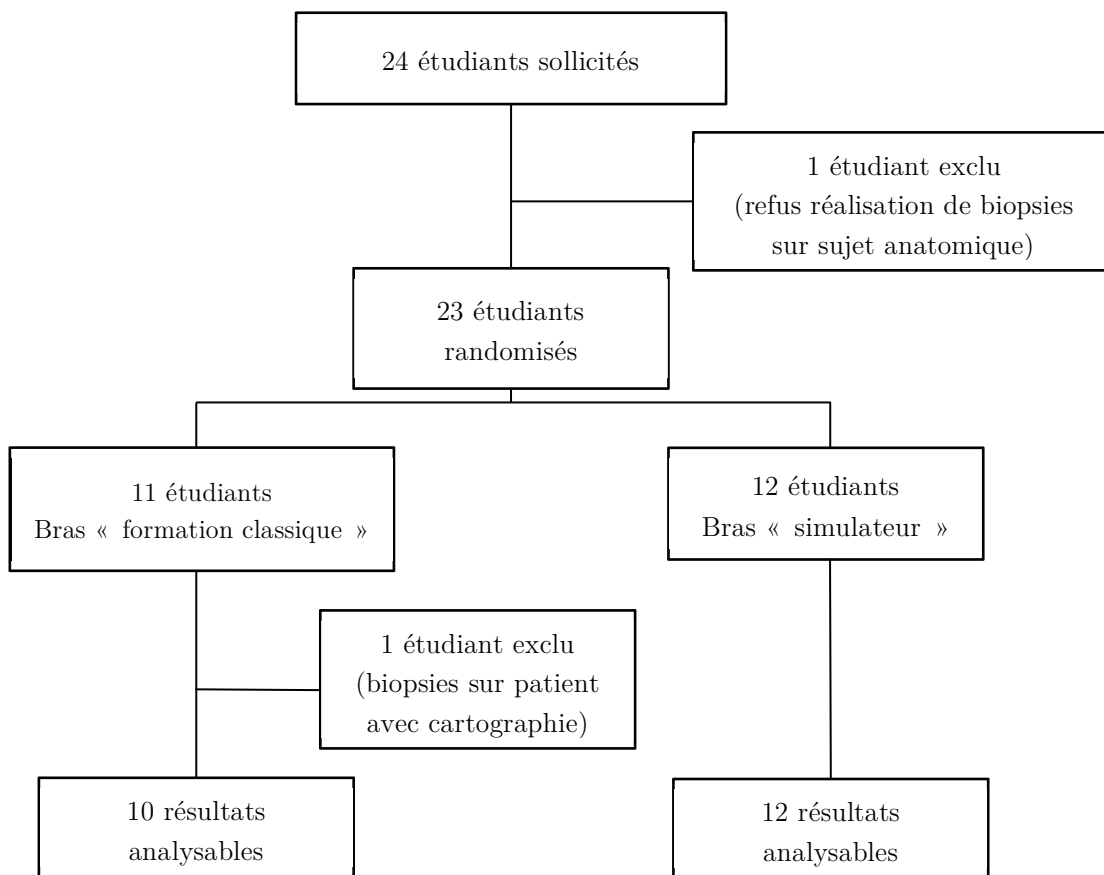 24 étudiants sollicités
1 étudiant exclu
(refus réalisation de biopsies
sur sujet anatomique)
23 étudiants
randomisés
11 étudiants
Bras « formation classique »
12 étudiants
Bras « simulateur »
1 étudiant exclu
(biopsies sur patient
avec cartographie)
10 résultats
analysables
12 résultats
analysables